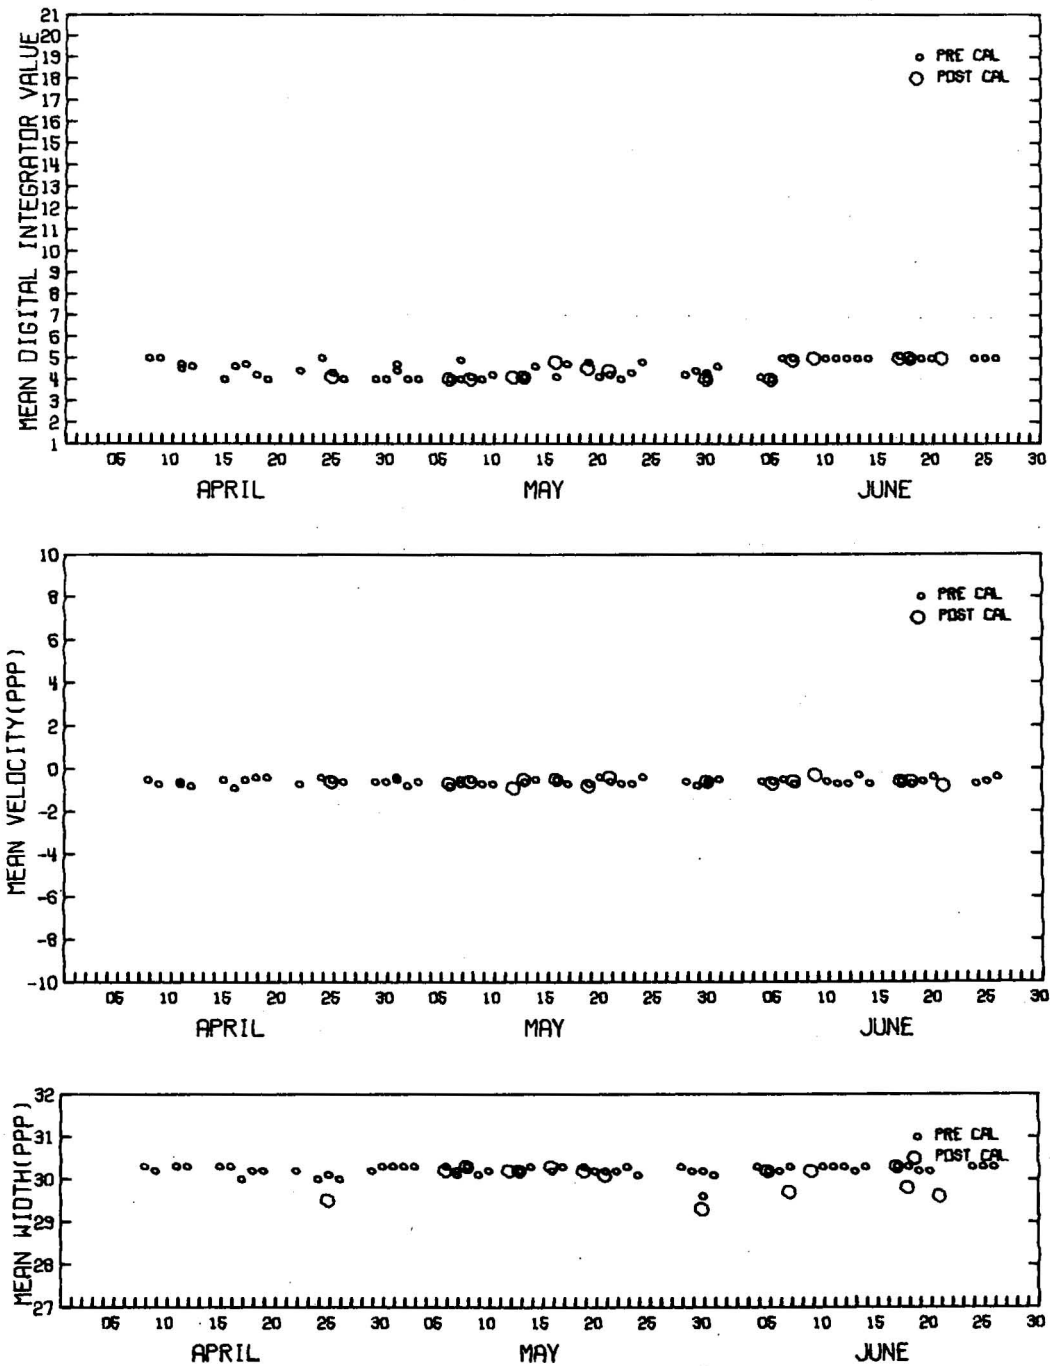 MEAN DIGITAL INTEGRATOR VALUE
21
20
19
18
17
16
15
14
13
12
11
10
9
8
7
6
5
4
3
2
1
PRE CAL
POST CAL
05 10 15 20 25 30 05 10 15 20 25 30 05 10 15 20 25 30
APRIL MAY JUNE
MEAN VELOCITY(PPP)
10
8
6
4
2
0
-2
-4
-6
-8
-10
PRE CAL
POST CAL
05 10 15 20 25 30 05 10 15 20 25 30 05 10 15 20 25 30
APRIL MAY JUNE
MEAN WIDTH(PPP)
32
31
30
29
28
27
PRE CAL
POST CAL
05 10 15 20 25 30 05 10 15 20 25 30 05 10 15 20 25 30
APRIL MAY JUNE